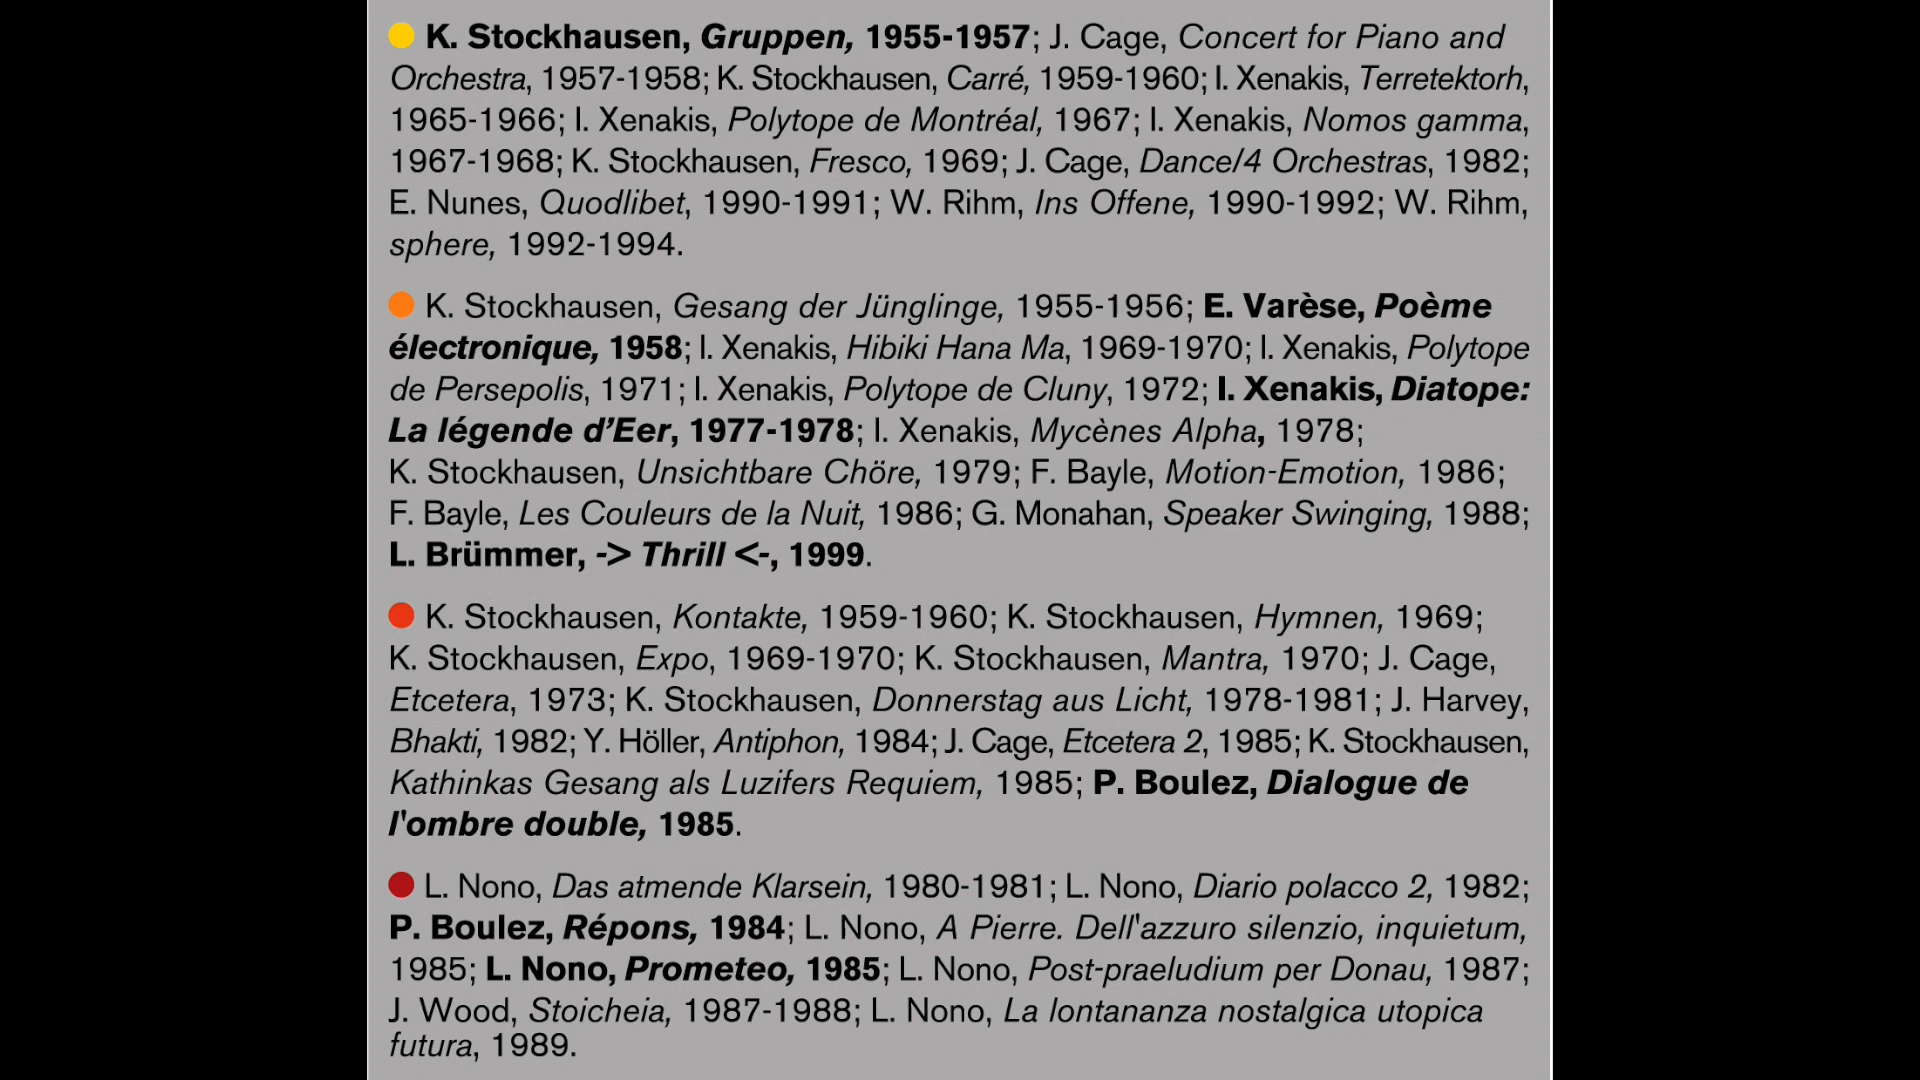 K. Stockhausen, Gruppen, 1955-1957; J. Cage, Concert for Piano and
Orchestra, 1957-1958; K. Stockhausen, Carré, 1959-1960; I. Xenakis, Terretektorh,
1965-1966; I. Xenakis, Polytope de Montréal, 1967; I. Xenakis, Nomos gamma,
1967-1968; K. Stockhausen, Fresco, 1969; J. Cage, Dance/4 Orchestras, 1982;
E. Nunes, Quodlibet, 1990-1991; W. Rihm, Ins Offene, 1990-1992; W. Rihm,
sphere, 1992-1994.
K. Stockhausen, Gesang der Jünglinge, 1955-1956; E. Varèse, Poème
électronique, 1958; I. Xenakis, Hibiki Hana Ma, 1969-1970; I. Xenakis, Polytope
de Persepolis, 1971; I. Xenakis, Polytope de Cluny, 1972; I. Xenakis, Diatope:
La légende d’Eer, 1977-1978; I. Xenakis, Mycènes Alpha, 1978;
K. Stockhausen, Unsichtbare Chöre, 1979; F. Bayle, Motion-Emotion, 1986;
F. Bayle, Les Couleurs de la Nuit, 1986; G. Monahan, Speaker Swinging, 1988;
L. Brümmer, -> Thrill <-, 1999.
K. Stockhausen, Kontakte, 1959-1960; K. Stockhausen, Hymnen, 1969;
K. Stockhausen, Expo, 1969-1970; K. Stockhausen, Mantra, 1970; J. Cage,
Etcetera, 1973; K. Stockhausen, Donnerstag aus Licht, 1978-1981; J. Harvey,
Bhakti, 1982; Y. Höller, Antiphon, 1984; J. Cage, Etcetera 2, 1985; K. Stockhausen,
Kathinkas Gesang als Luzifers Requiem, 1985; P. Boulez, Dialogue de
l'ombre double, 1985.
L. Nono, Das atmende Klarsein, 1980-1981; L. Nono, Diario polacco 2, 1982;
P. Boulez, Répons, 1984; L. Nono, A Pierre. Dell'azzuro silenzio, inquietum,
1985; L. Nono, Prometeo, 1985; L. Nono, Post-praeludium per Donau, 1987;
J. Wood, Stoicheia, 1987-1988; L. Nono, La lontananza nostalgica utopica
futura, 1989.